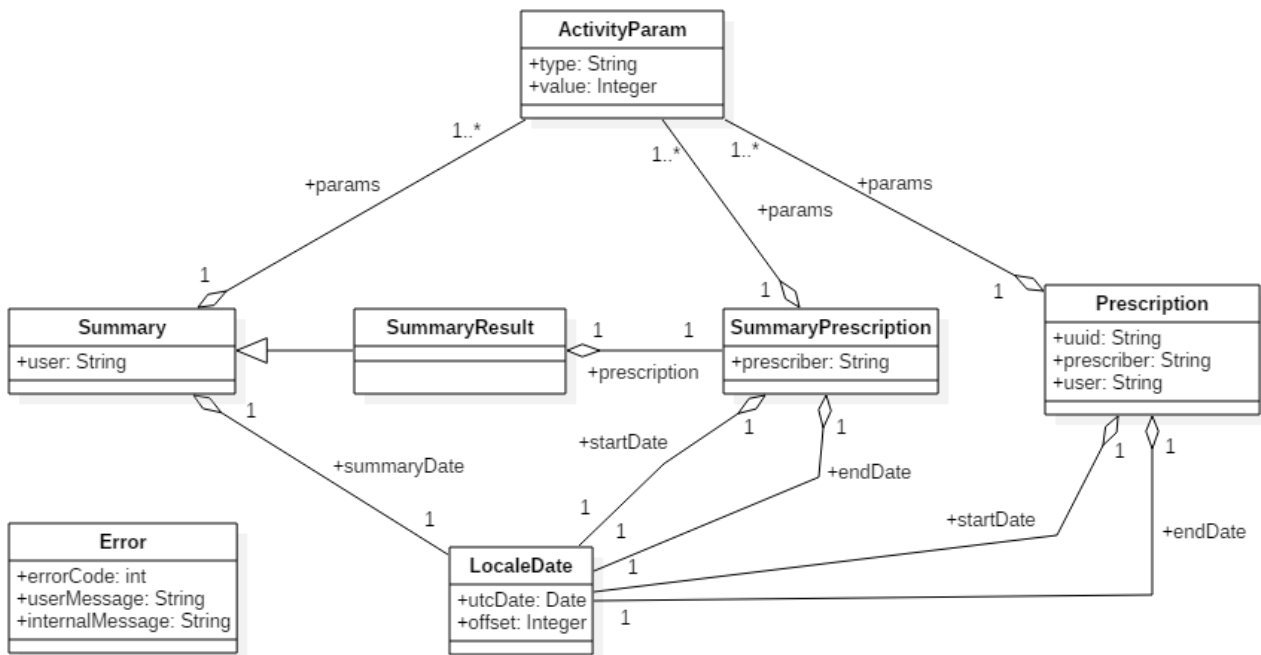 ActivityParam
+type: String
+value: Integer
1..*
1..*
1..*
+params
+params
+params
1
1
1
Summary
+user: String
SummaryResult
1
1
+prescription
SummaryPrescription
+prescriber: String
Prescription
+uuid: String
+prescriber: String
+user: String
1
1
1
1
1
+startDate
+summaryDate
+endDate
1
1
1
+startDate
+endDate
1
1
Error
+errorCode: int
+userMessage: String
+internalMessage: String
LocaleDate
+utcDate: Date
+offset: Integer